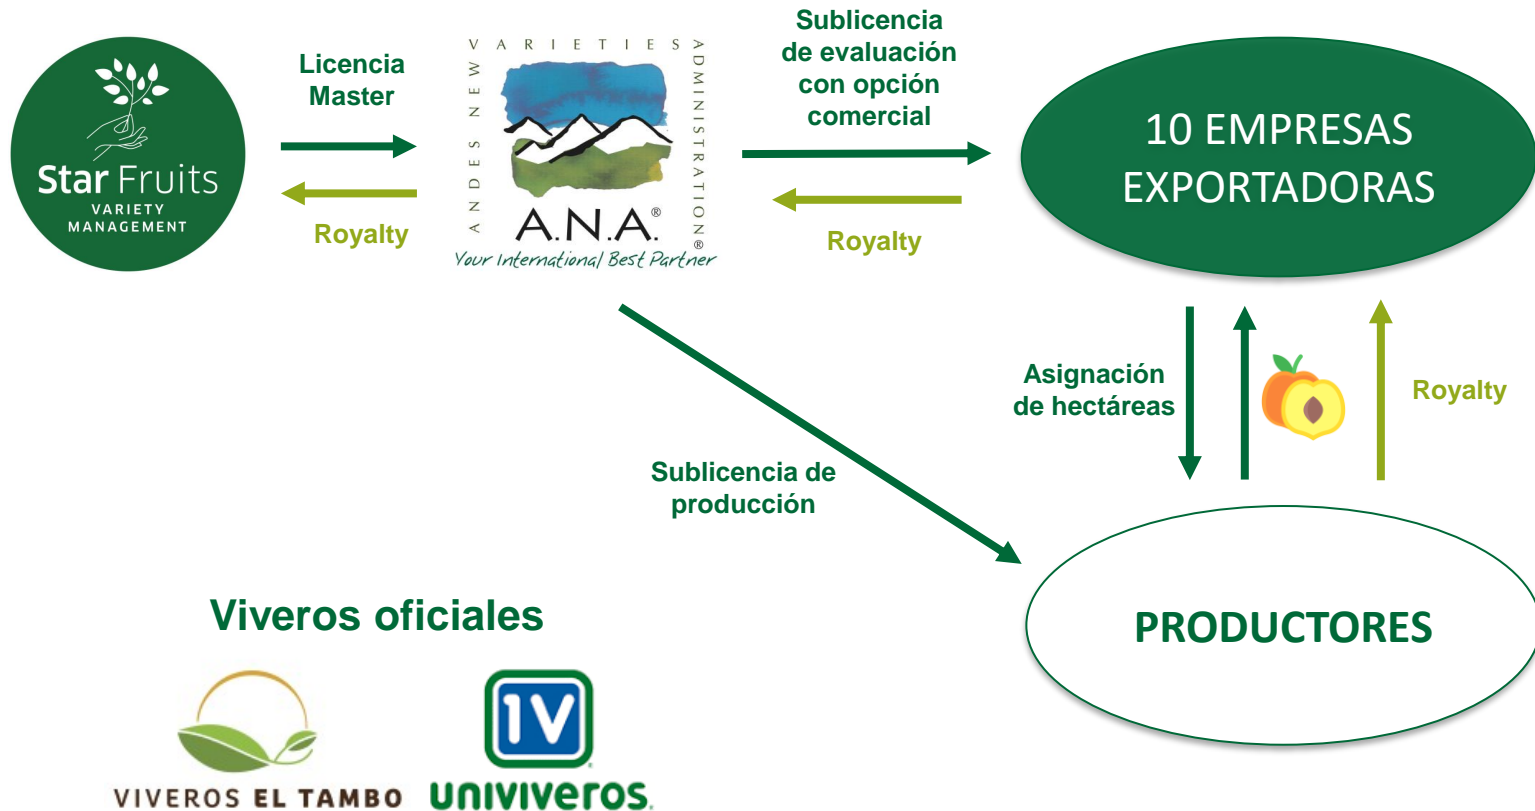 Star Fruits
VARIETY
MANAGEMENT
Licencia
Master
Royalty
ANDES NEW VARIETIES ADMINISTRATION®
A.N.A.®
Your International Best Partner
Sublicencia
de evaluación
con opción
comercial
Royalty
10 EMPRESAS
EXPORTADORAS
Asignación
de hectáreas
Royalty
Sublicencia de
producción
PRODUCTORES
Viveros oficiales
VIVEROS EL TAMBO
1V
UNIVIVEROS.